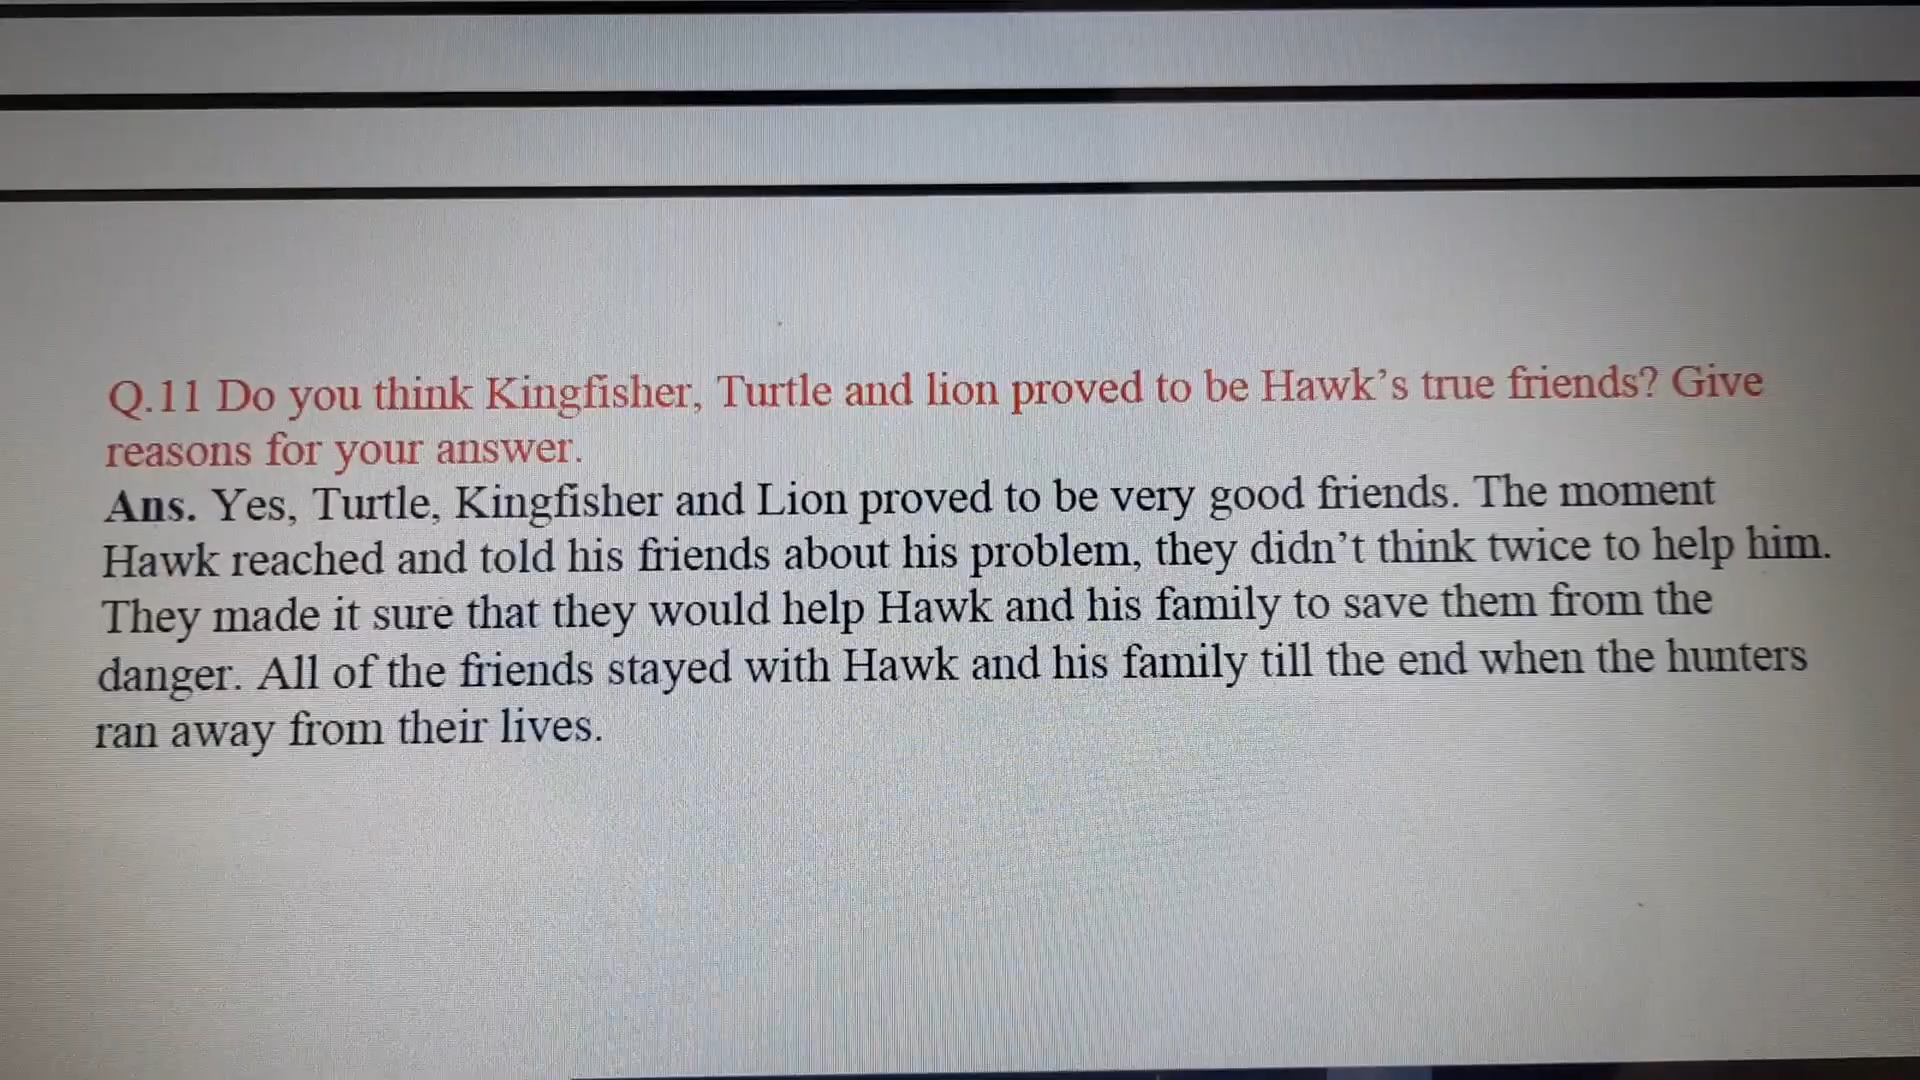 Q.11 Do you think Kingfisher, Turtle and lion proved to be Hawk’s true friends? Give
reasons for your answer.
Ans. Yes, Turtle, Kingfisher and Lion proved to be very good friends. The moment
Hawk reached and told his friends about his problem, they didn’t think twice to help him.
They made it sure that they would help Hawk and his family to save them from the
danger. All of the friends stayed with Hawk and his family till the end when the hunters
ran away from their lives.